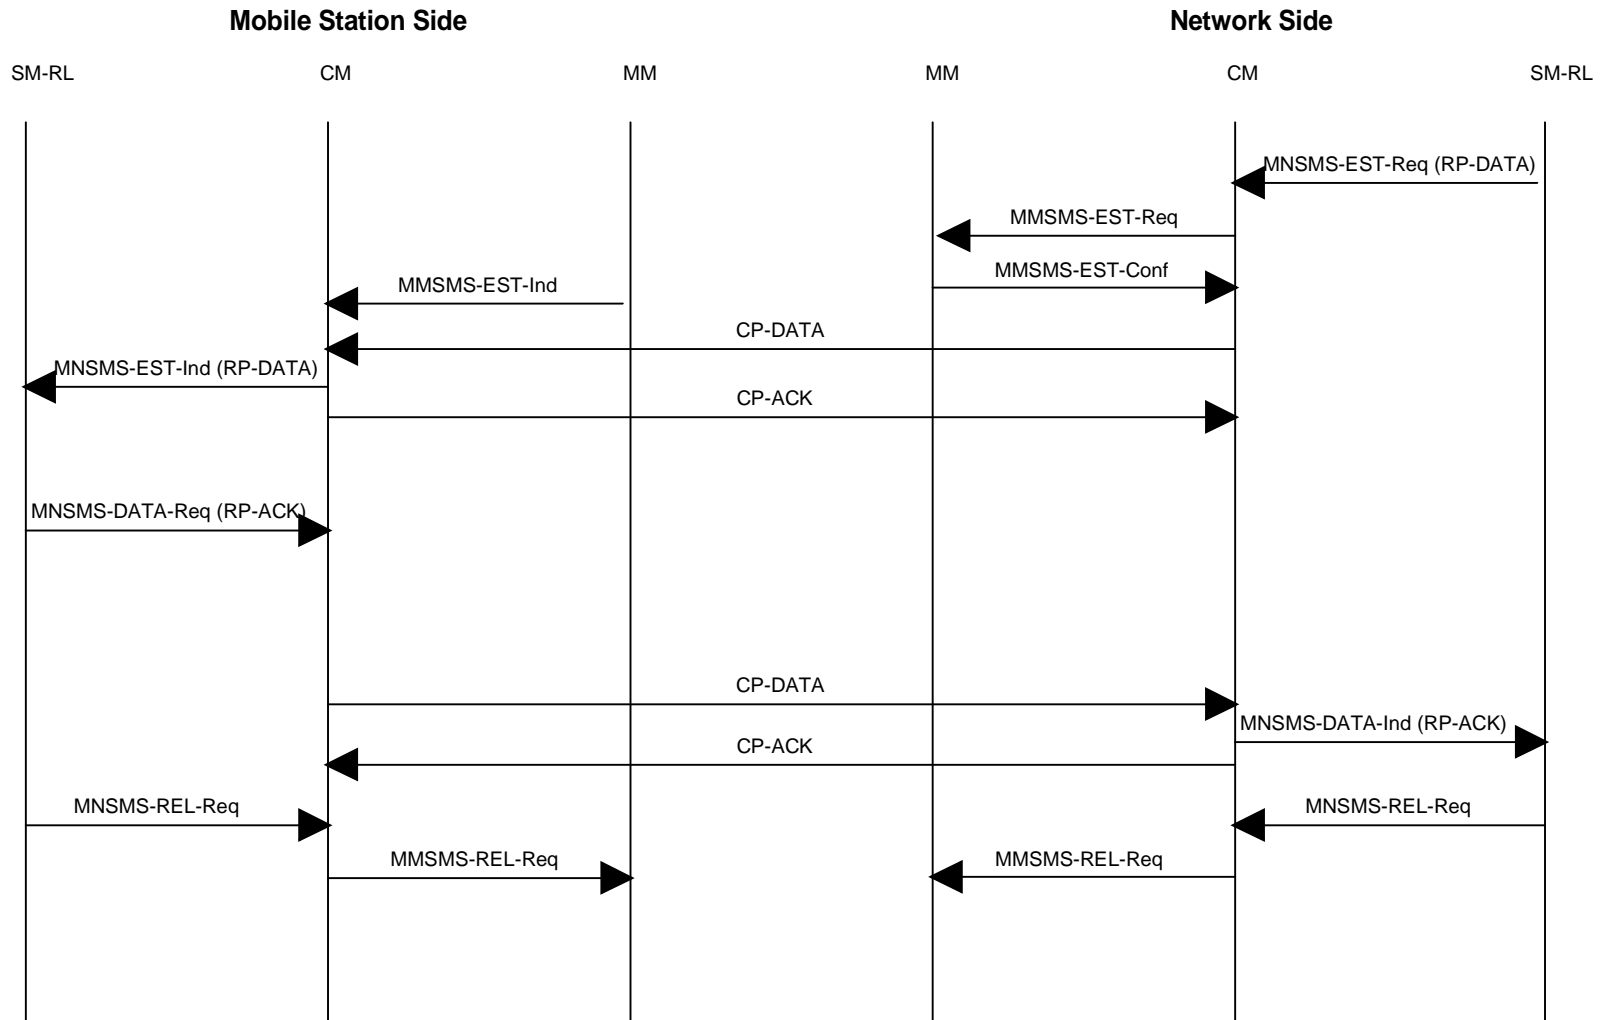 Mobile Station Side
Network Side
SM-RL
CM
MM
MM
CM
SM-RL
MNSMS-EST-Req (RP-DATA)
MMSMS-EST-Req
MMSMS-EST-Conf
MMSMS-EST-Ind
CP-DATA
MNSMS-EST-Ind (RP-DATA)
CP-ACK
MNSMS-DATA-Req (RP-ACK)
CP-DATA
MNSMS-DATA-Ind (RP-ACK)
CP-ACK
MNSMS-REL-Req
MNSMS-REL-Req
MMSMS-REL-Req
MMSMS-REL-Req